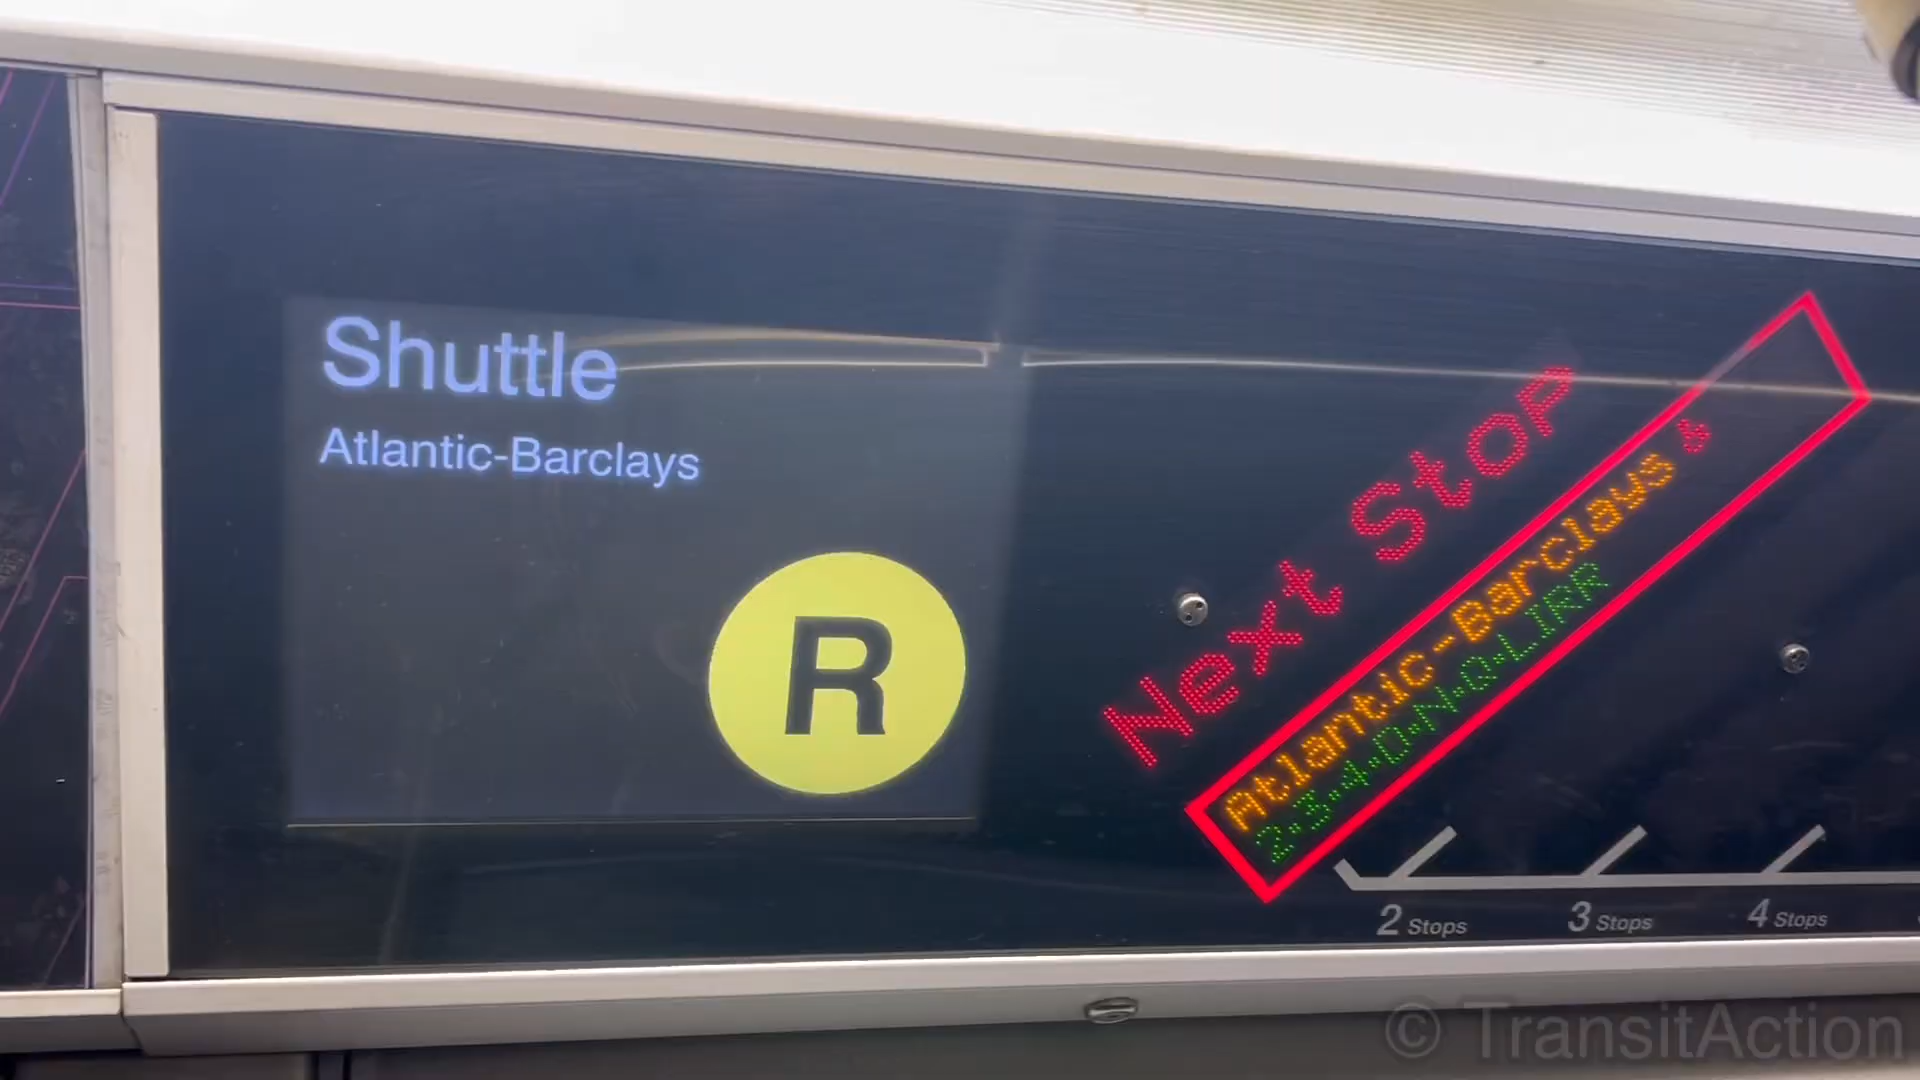 Shuttle
Atlantic-Barclays
R
Next Stop
Atlantic-Barclays ♿
2•3•4•D•N•Q•LIRR
2 Stops
3 Stops
4 Stops
© TransitAction